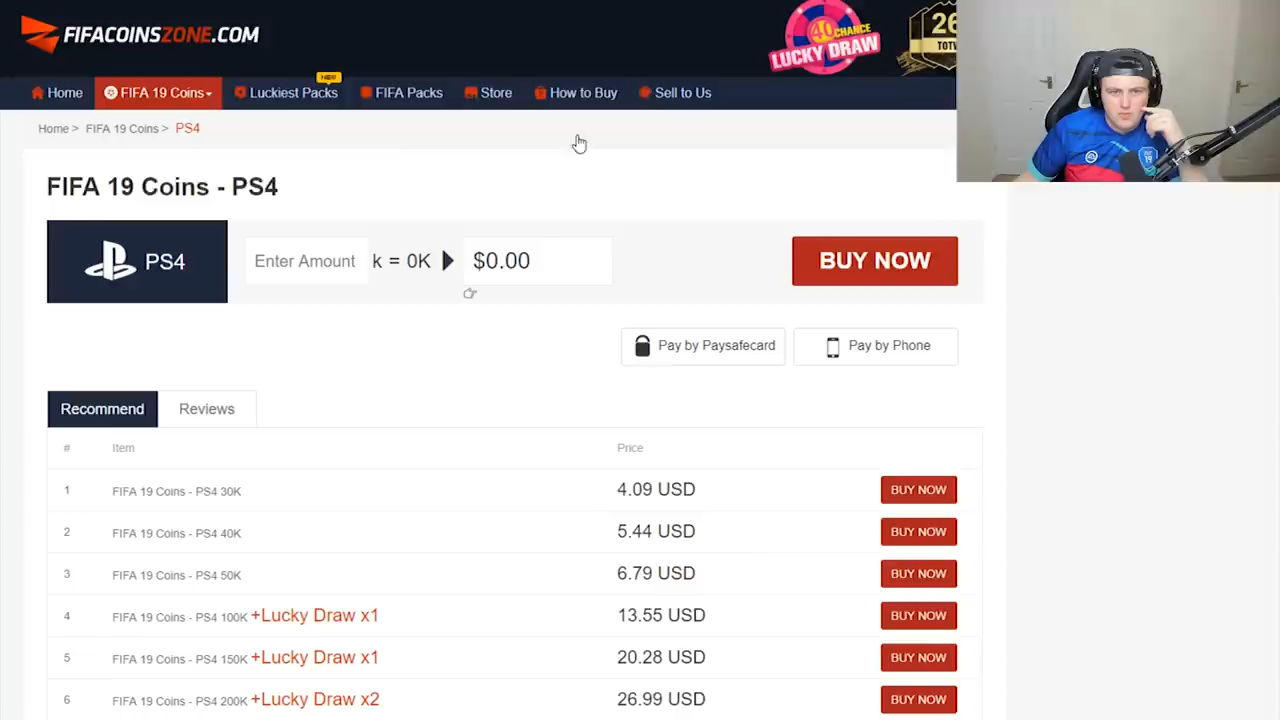 FIFACOINSZONE.COM
40 CHANCE
LUCKY DRAW
26
TOTW
Home
FIFA 19 Coins
NEW
Luckiest Packs
FIFA Packs
Store
How to Buy
Sell to Us
Home > FIFA 19 Coins > PS4
FIFA 19 Coins - PS4
PS4
Enter Amount k = 0K $0.00
BUY NOW
Pay by Paysafecard
Pay by Phone
Recommend
Reviews
# Item Price
1 FIFA 19 Coins - PS4 30K 4.09 USD BUY NOW
2 FIFA 19 Coins - PS4 40K 5.44 USD BUY NOW
3 FIFA 19 Coins - PS4 50K 6.79 USD BUY NOW
4 FIFA 19 Coins - PS4 100K +Lucky Draw x1 13.55 USD BUY NOW
5 FIFA 19 Coins - PS4 150K +Lucky Draw x1 20.28 USD BUY NOW
6 FIFA 19 Coins - PS4 200K +Lucky Draw x2 26.99 USD BUY NOW